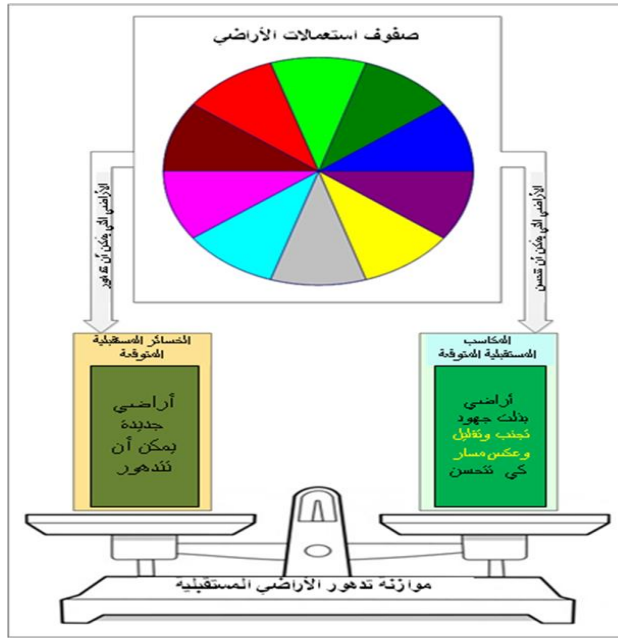 صفوف استعمالات الأراضي
الأراضي التي يمكن أن تتحسن
الأراضي التي يمكن أن تتدهور
المكاسب
المستقبلية المتوقعة
أراضي
بذلت جهود
تجنب وتقليل
وعكس مسار
كي تتحسن
الخسائر المستقبلية
المتوقعة
أراضي
جديدة
يمكن أن
تتدهور
موازنة تدهور الأراضي المستقبلية